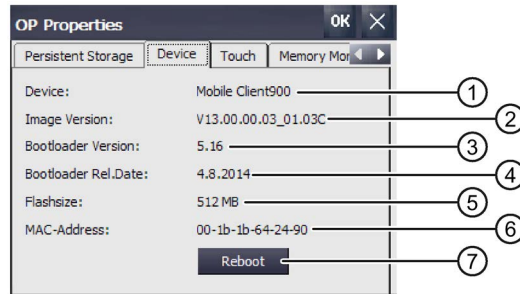 OP Properties OK
Persistent Storage Device Touch Memory Mor
Device: Mobile Client900 1
Image Version: V13.00.00.03_01.03C 2
Bootloader Version: 5.16 3
Bootloader Rel.Date: 4.8.2014 4
Flashsize: 512 MB 5
MAC-Address: 00-1b-1b-64-24-90 6
Reboot 7